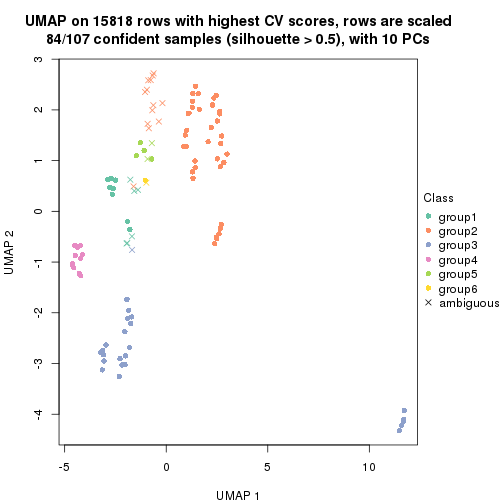 UMAP on 15818 rows with highest CV scores, rows are scaled
84/107 confident samples (silhouette > 0.5), with 10 PCs
3
2
1
0
-1
-2
-3
-4
UMAP 2
-5
0
5
10
UMAP 1
Class
group1
group2
group3
group4
group5
group6
ambiguous